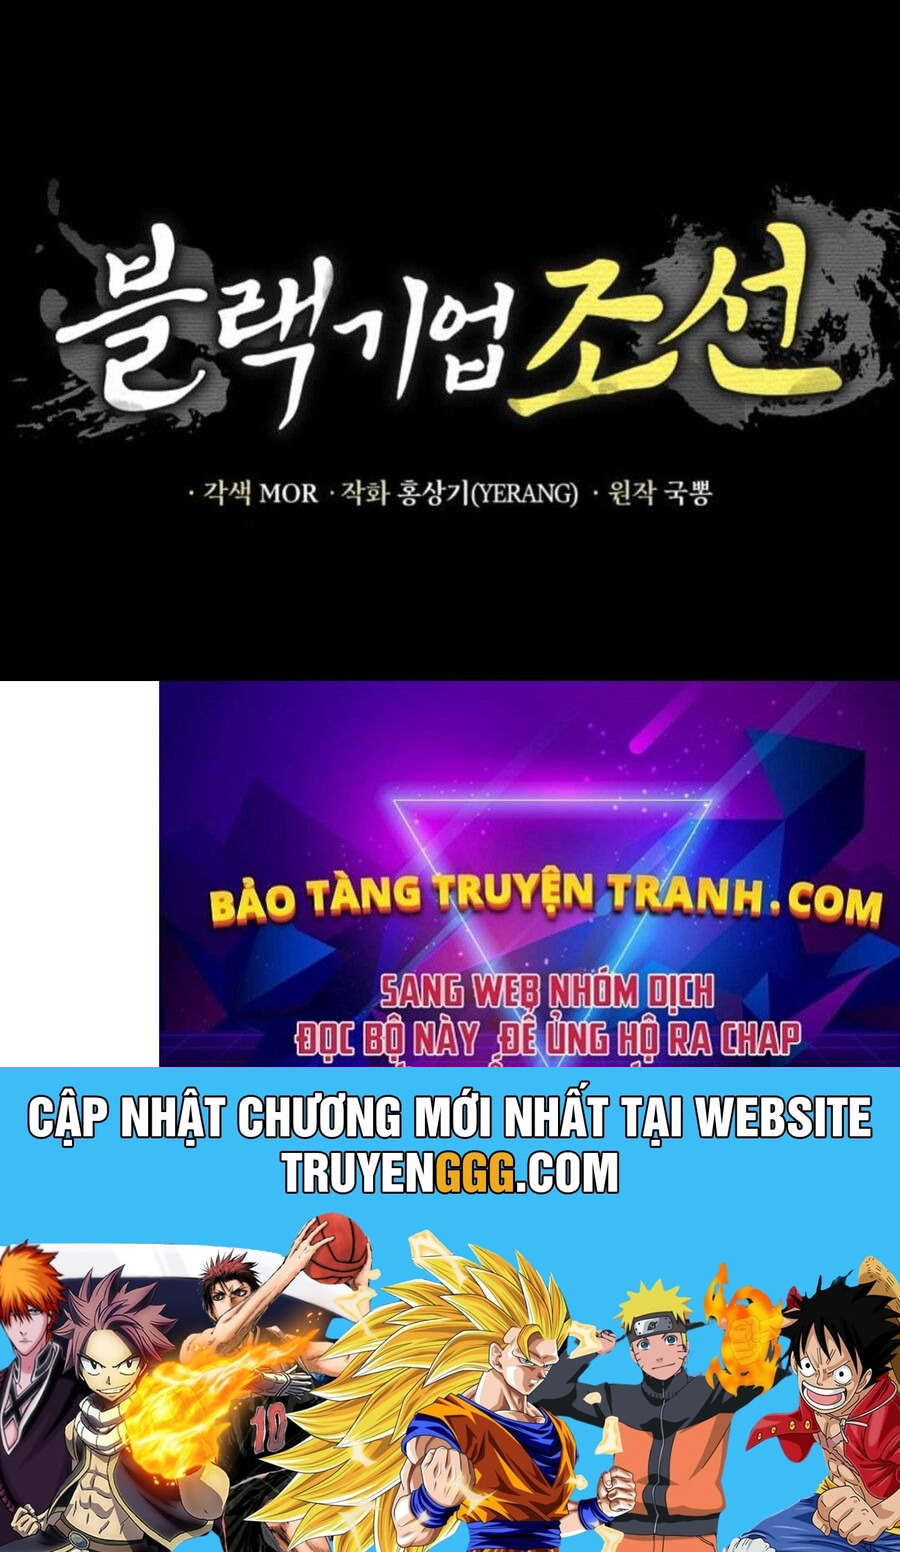 블랙기업조선
· 각색 MOR · 작화 홍상기(YERANG) · 원작 국뽕
BẢO TÀNG TRUYỆN TRANH.COM
SANG WEB NHÓM DỊCH
ĐỌC BỘ NÀY ĐỂ ỦNG HỘ RA CHAP
CẬP NHẬT CHƯƠNG MỚI NHẤT TẠI WEBSITE
TRUYENGGG.COM
10